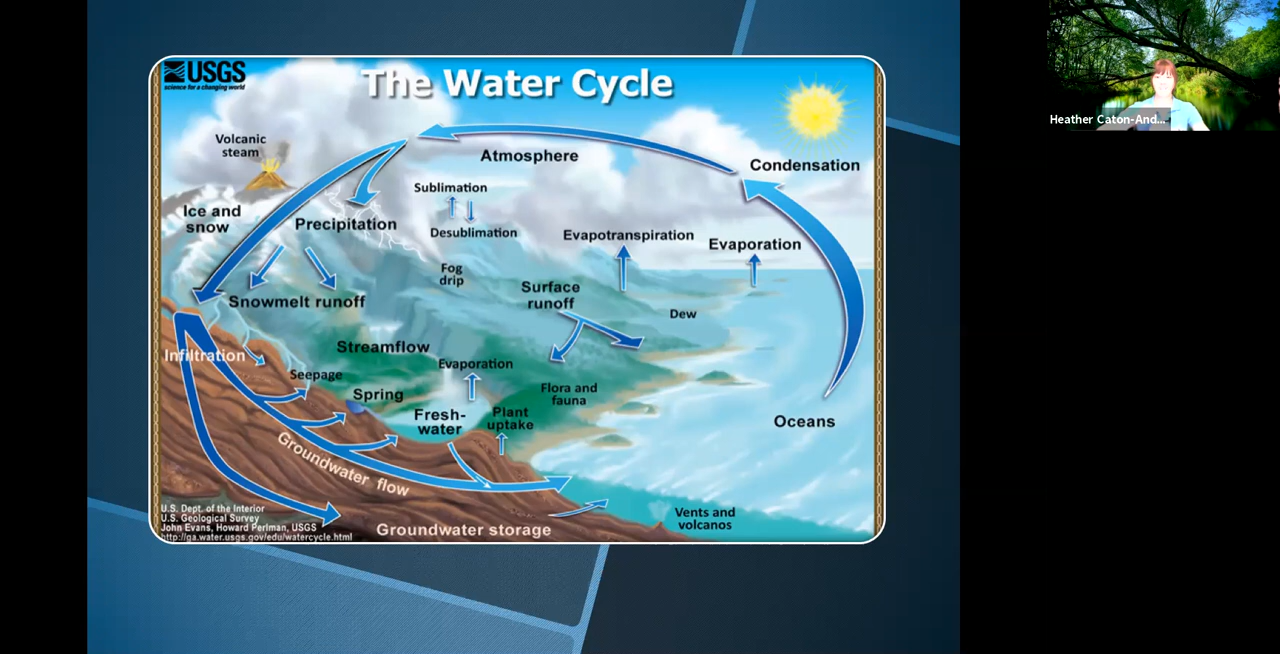 USGS
science for a changing world
The Water Cycle
Volcanic
steam
Atmosphere
Condensation
Sublimation
Ice and
snow
Precipitation
Desublimation
Evapotranspiration
Evaporation
Fog
drip
Surface
runoff
Snowmelt runoff
Dew
Infiltration
Streamflow
Evaporation
Seepage
Spring
Flora and
fauna
Fresh-
water
Plant
uptake
Oceans
Groundwater flow
Vents and
volcanos
Groundwater storage
U.S. Dept. of the Interior
U.S. Geological Survey
John Evans, Howard Perlman, USGS
http://ga.water.usgs.gov/edu/watercycle.html
Heather Caton-And...